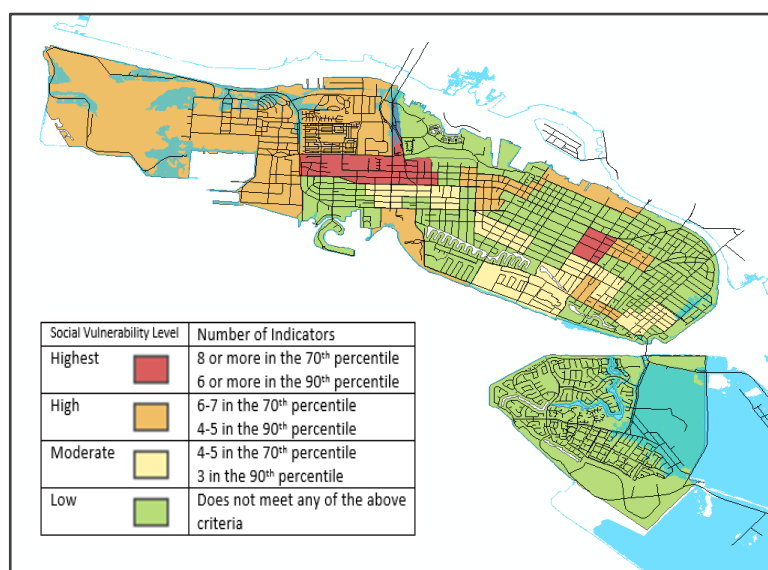 Social Vulnerability Level Number of Indicators
Highest 8 or more in the 70th percentile
6 or more in the 90th percentile
High 6-7 in the 70th percentile
4-5 in the 90th percentile
Moderate 4-5 in the 70th percentile
3 in the 90th percentile
Low Does not meet any of the above
criteria